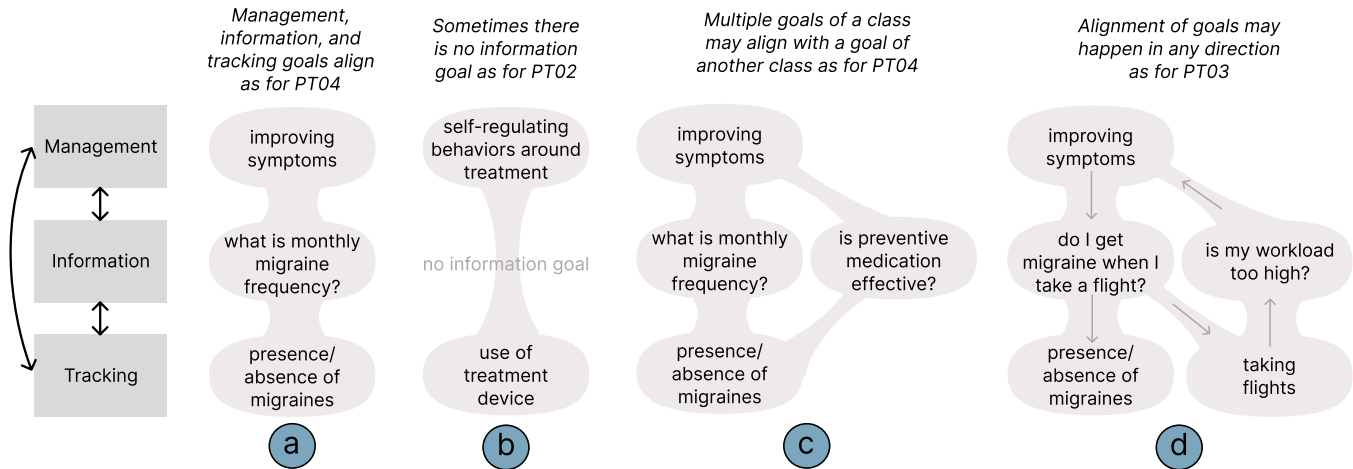 Management
Information
Tracking
Management,
information, and
tracking goals align
as for PT04
improving
symptoms
what is monthly
migraine
frequency?
presence/
absence of
migraines
a
Sometimes there
is no information
goal as for PT02
self-regulating
behaviors around
treatment
no information goal
use of
treatment
device
b
Multiple goals of a class
may align with a goal of
another class as for PT04
improving
symptoms
what is monthly
migraine
frequency?
is preventive
medication
effective?
presence/
absence of
migraines
c
Alignment of goals may
happen in any direction
as for PT03
improving
symptoms
do I get
migraine when I
take a flight?
is my workload
too high?
presence/
absence of
migraines
taking
flights
d